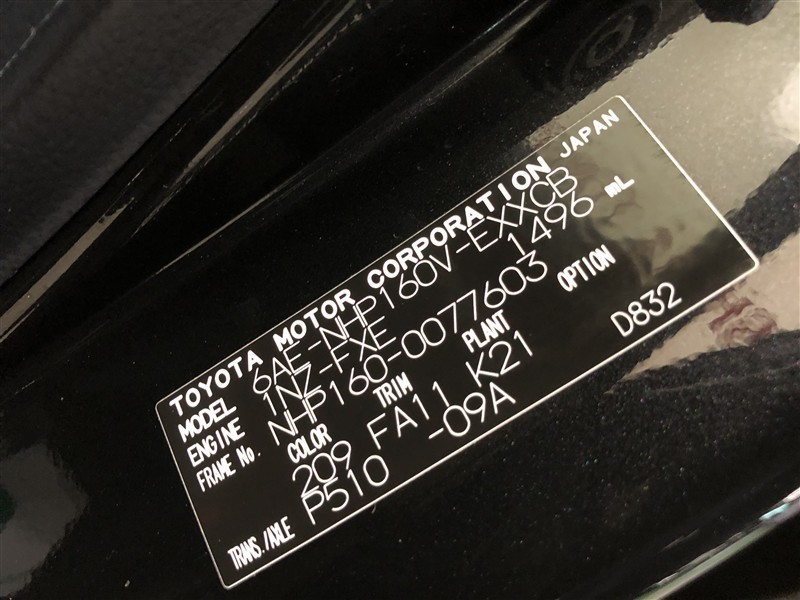 TOYOTA MOTOR CORPORATION JAPAN
MODEL 6AE-NHP160V-EXXCB
ENGINE 1NZ-FXE 1496 mL
FRAME No. NHP160-0077603
COLOR TRIM PLANT OPTION
209 FA11 K21 D832
TRANS./AXLE P510 -09A